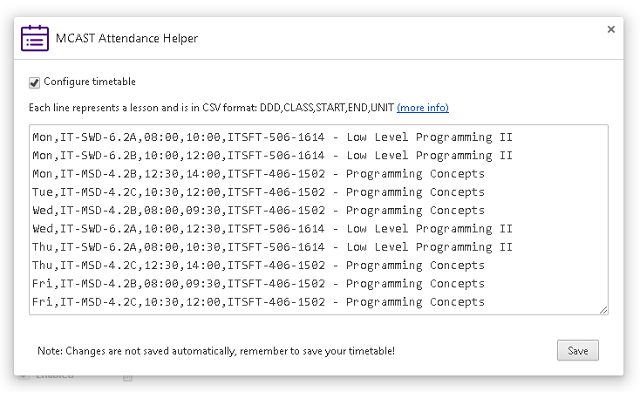 MCAST Attendance Helper
Configure timetable
Each line represents a lesson and is in CSV format: DDD,CLASS,START,END,UNIT (more info)
Mon,IT-SWD-6.2A,08:00,10:00,ITSFT-506-1614 - Low Level Programming II
Mon,IT-SWD-6.2B,10:00,12:00,ITSFT-506-1614 - Low Level Programming II
Mon,IT-MSD-4.2B,12:30,14:00,ITSFT-406-1502 - Programming Concepts
Tue,IT-MSD-4.2C,10:30,12:00,ITSFT-406-1502 - Programming Concepts
Wed,IT-MSD-4.2B,08:00,09:30,ITSFT-406-1502 - Programming Concepts
Wed,IT-SWD-6.2A,10:00,12:30,ITSFT-506-1614 - Low Level Programming II
Thu,IT-SWD-6.2A,08:00,10:30,ITSFT-506-1614 - Low Level Programming II
Thu,IT-MSD-4.2C,12:30,14:00,ITSFT-406-1502 - Programming Concepts
Fri,IT-MSD-4.2B,08:00,09:30,ITSFT-406-1502 - Programming Concepts
Fri,IT-MSD-4.2C,10:30,12:00,ITSFT-406-1502 - Programming Concepts
Note: Changes are not saved automatically, remember to save your timetable!
Save
Enabled